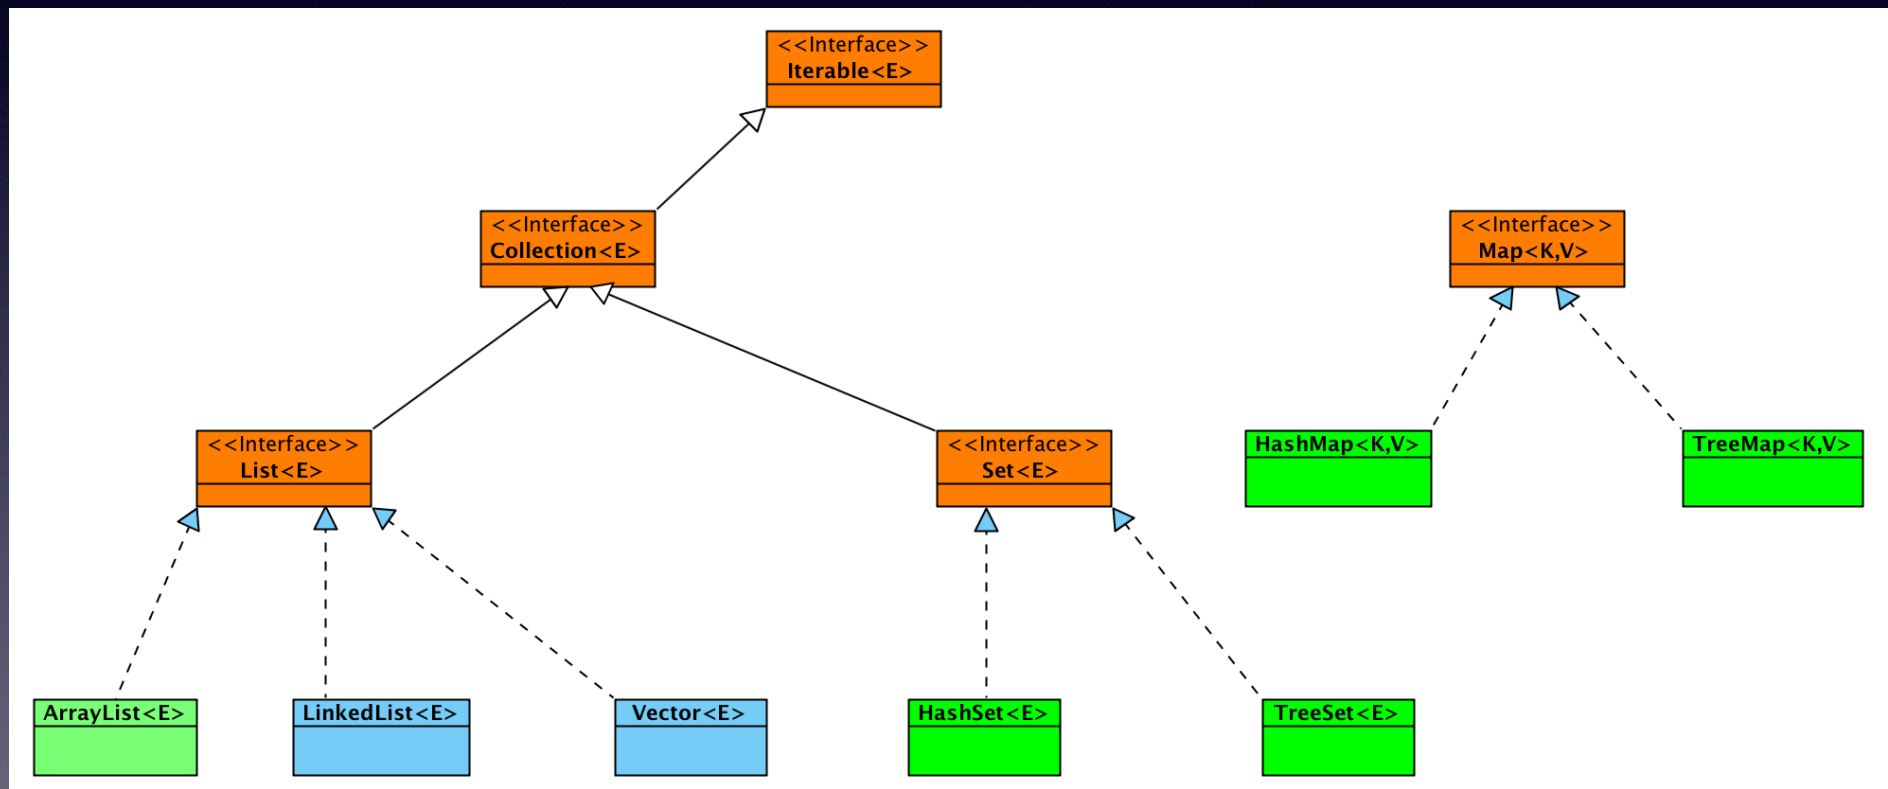 <<Interface>>
Iterable<E>
<<Interface>>
Collection<E>
<<Interface>>
Map<K,V>
<<Interface>>
List<E>
<<Interface>>
Set<E>
HashMap<K,V>
TreeMap<K,V>
ArrayList<E>
LinkedList<E>
Vector<E>
HashSet<E>
TreeSet<E>